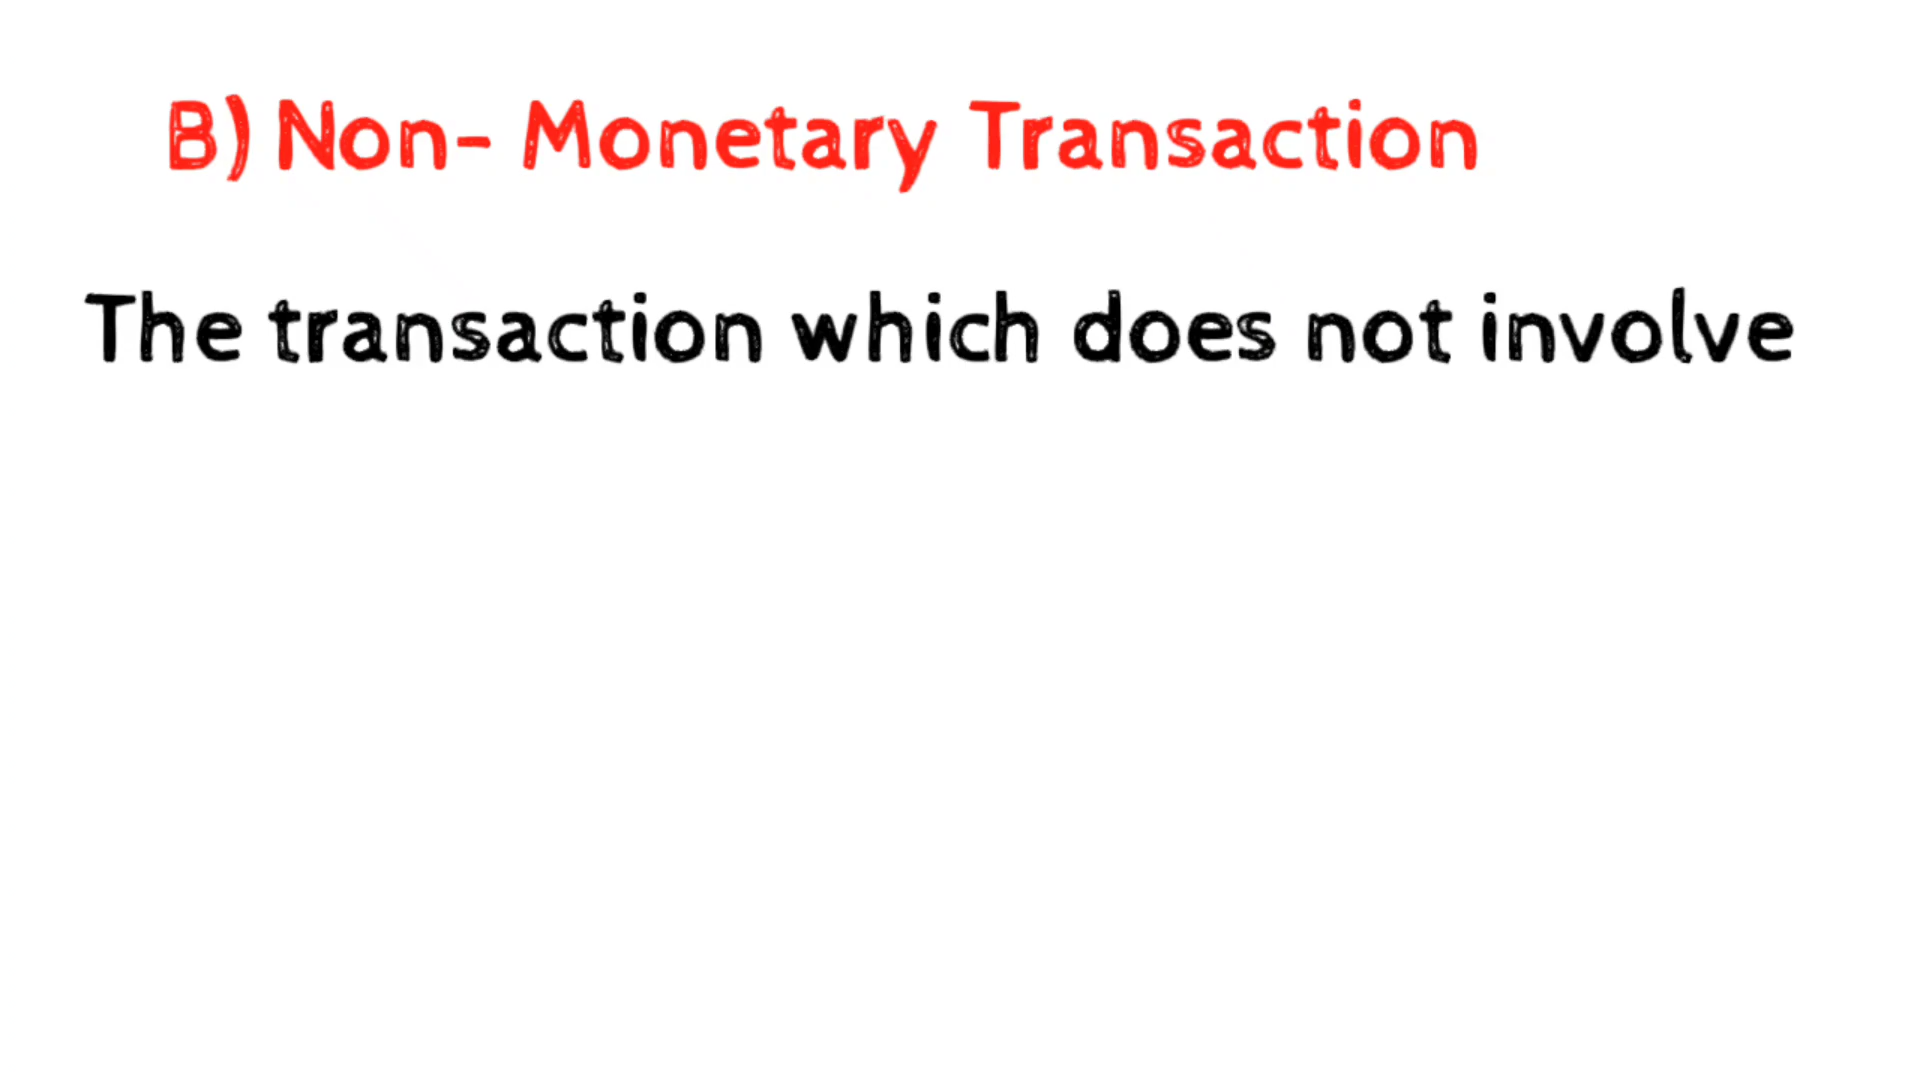 B) Non- Monetary Transaction
The transaction which does not involve